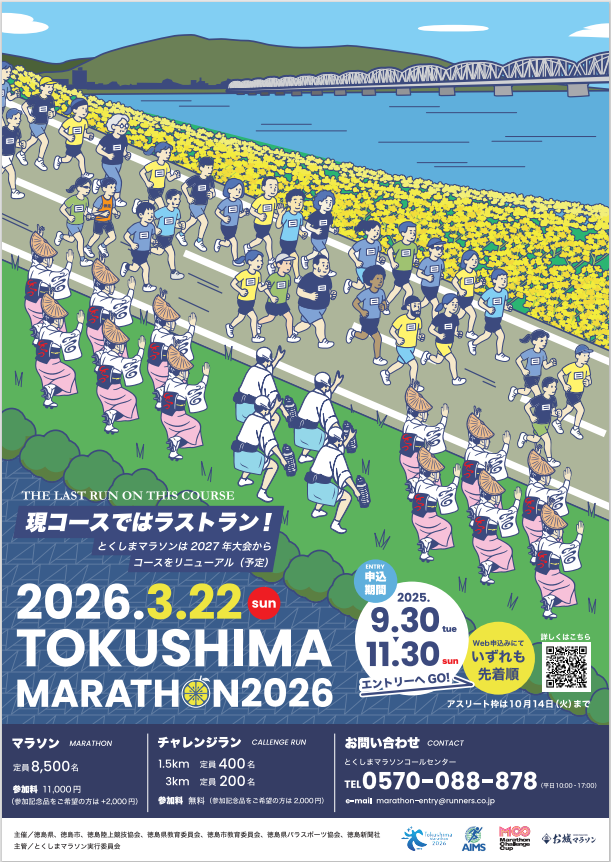 THE LAST RUN ON THIS COURSE
現コースではラストラン！
とくしまマラソンは2027年大会から
コースをリニューアル（予定）
2026.3.22 sun
TOKUSHIMA
MARATHON2026
ENTRY
申込
期間
2025.
9.30 tue
11.30 sun
エントリーへGO!
Web申込みにて
いずれも
先着順
詳しくはこちら
アスリート枠は10月14日（火）まで
マラソン MARATHON
定員8,500名
参加料 11,000円
（参加記念品をご希望の方は+2,000円）
チャレンジラン CALLENGE RUN
1.5km 定員400名
3km 定員200名
参加料 無料（参加記念品をご希望の方は2,000円）
お問い合わせ CONTACT
とくしまマラソンコールセンター
TEL0570-088-878（平日10:00-17:00）
e-mail marathon-entry@runners.co.jp
主催／徳島県、徳島市、徳島陸上競技協会、徳島県教育委員会、徳島市教育委員会、徳島県パラスポーツ協会、徳島新聞社
主管／とくしまマラソン実行委員会
Tokushima
Marathon
2026
AIMS
MCC
Marathon
Challenge
Cup
お城マラソン